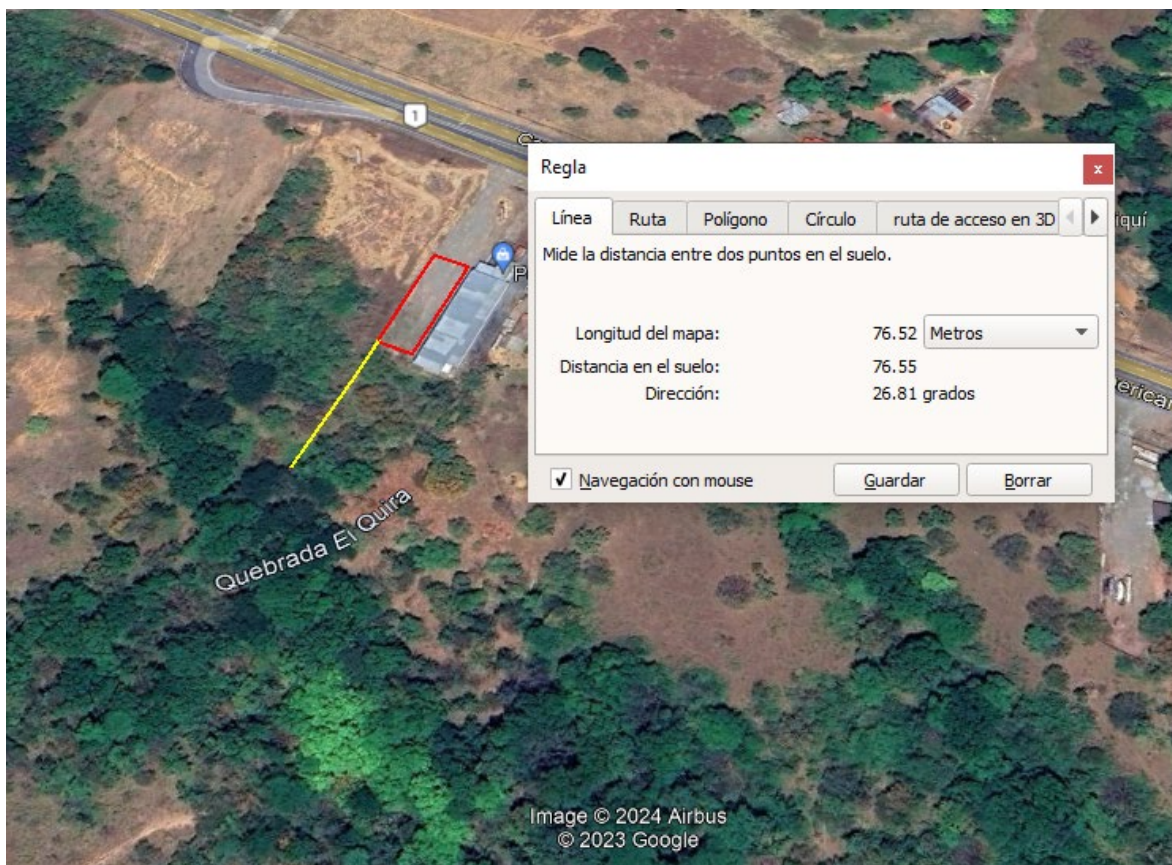 1
Regla
x
Línea
Ruta
Polígono
Círculo
ruta de acceso en 3D
Mide la distancia entre dos puntos en el suelo.
Longitud del mapa: 76.52 Metros
Distancia en el suelo: 76.55
Dirección: 26.81 grados
Navegación con mouse
Guardar
Borrar
Quebrada El Quira
Image © 2024 Airbus
© 2023 Google